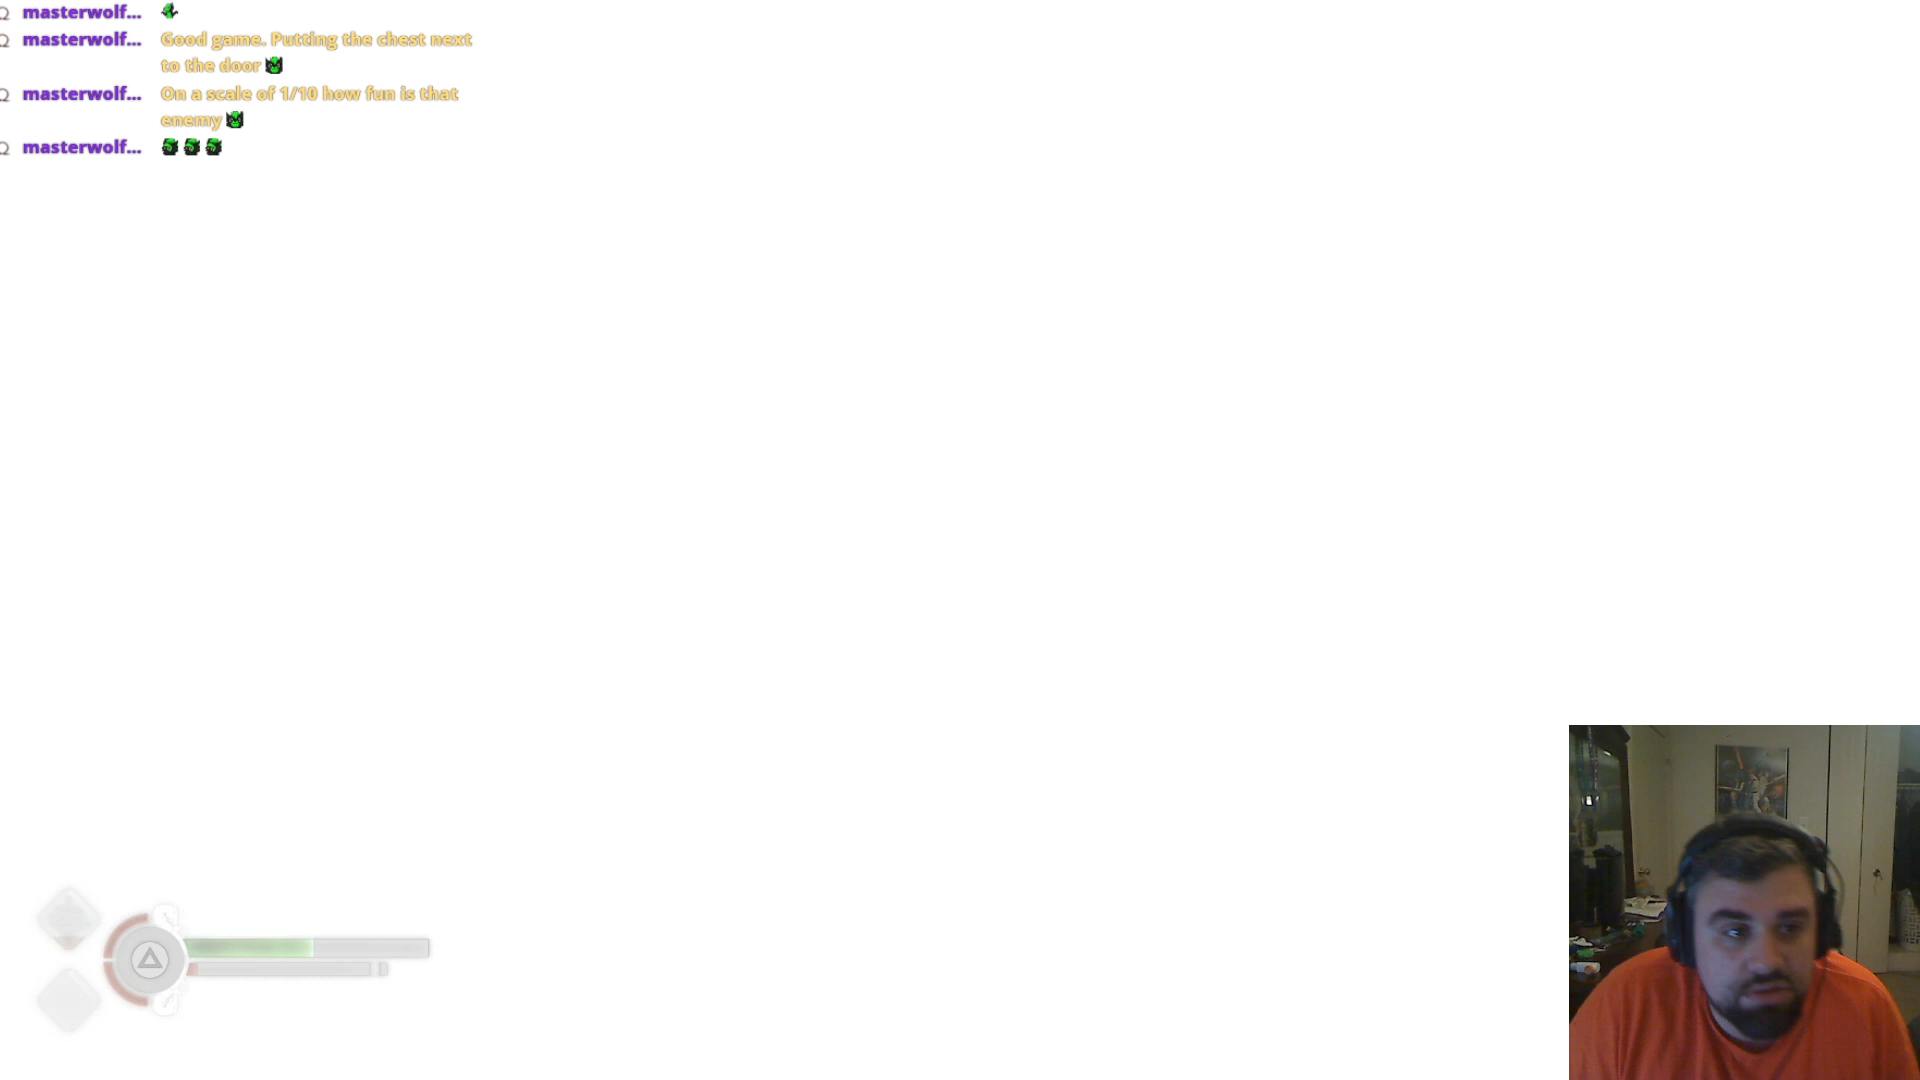 masterwolf...
masterwolf... Good game. Putting the chest next
to the door
masterwolf... On a scale of 1/10 how fun is that
enemy
masterwolf...